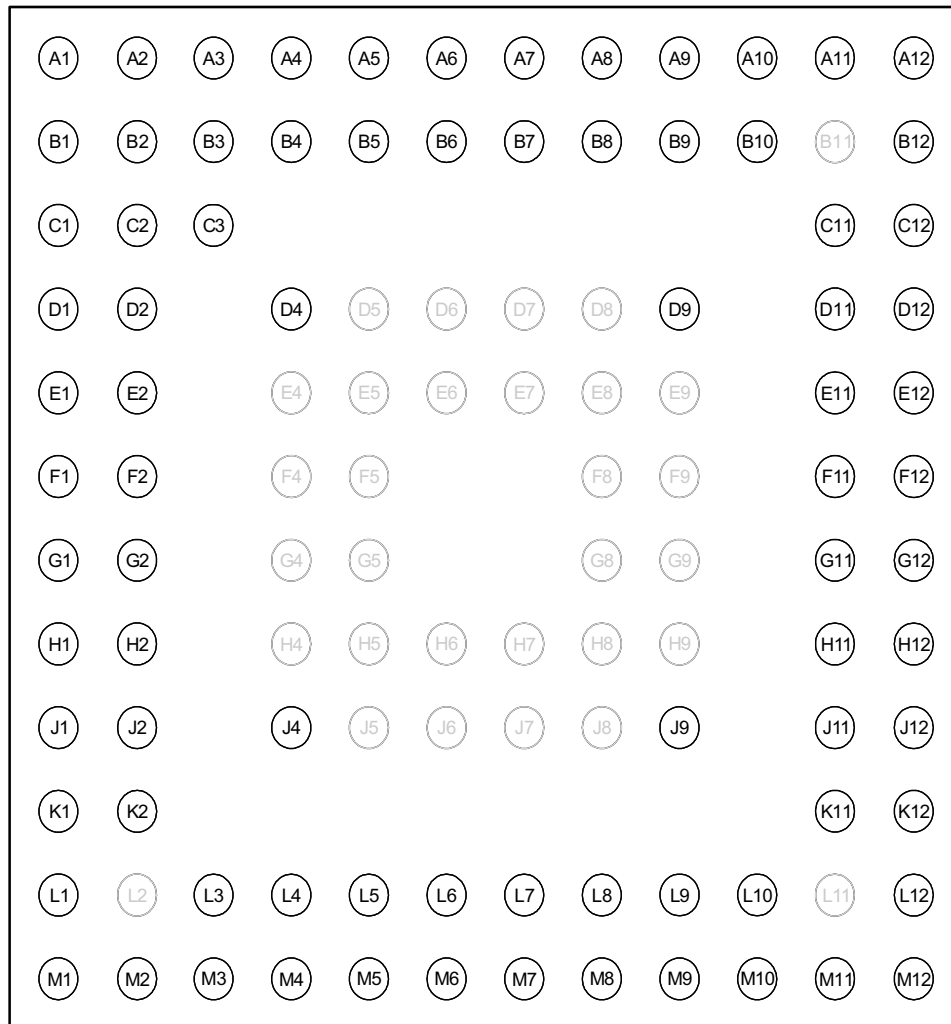 A1 A2 A3 A4 A5 A6 A7 A8 A9 A10 A11 A12
B1 B2 B3 B4 B5 B6 B7 B8 B9 B10 B11 B12
C1 C2 C3 C11 C12
D1 D2 D4 D5 D6 D7 D8 D9 D11 D12
E1 E2 E4 E5 E6 E7 E8 E9 E11 E12
F1 F2 F4 F5 F8 F9 F11 F12
G1 G2 G4 G5 G8 G9 G11 G12
H1 H2 H4 H5 H6 H7 H8 H9 H11 H12
J1 J2 J4 J5 J6 J7 J8 J9 J11 J12
K1 K2 K11 K12
L1 L2 L3 L4 L5 L6 L7 L8 L9 L10 L11 L12
M1 M2 M3 M4 M5 M6 M7 M8 M9 M10 M11 M12